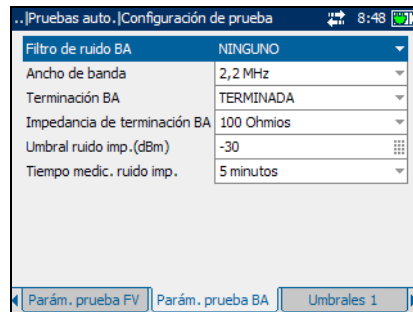 ..|Pruebas auto.|Configuración de prueba 8:48
Filtro de ruido BA NINGUNO
Ancho de banda 2,2 MHz
Terminación BA TERMINADA
Impedancia de terminación BA 100 Ohmios
Umbral ruido imp.(dBm) -30
Tiempo medic. ruido imp. 5 minutos
Parám. prueba FV Parám. prueba BA Umbrales 1